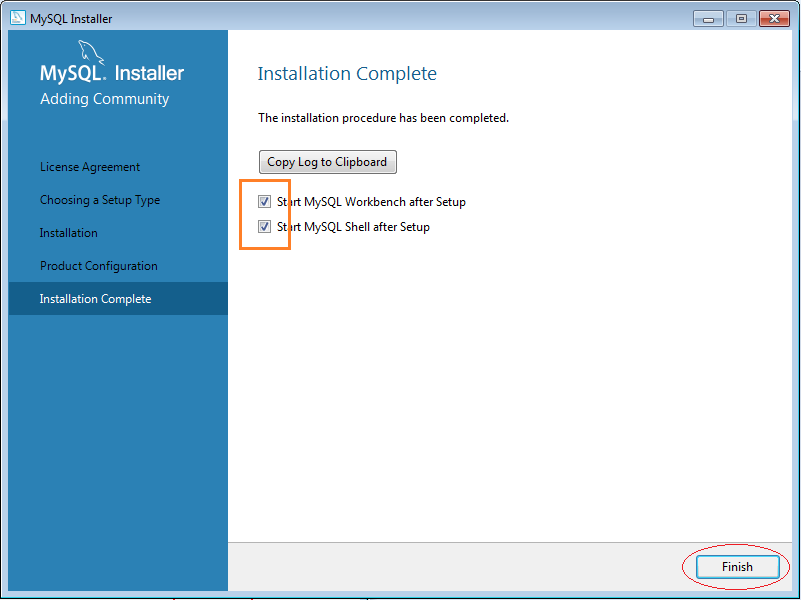 MySQL Installer
MySQL. Installer
Adding Community
License Agreement
Choosing a Setup Type
Installation
Product Configuration
Installation Complete
Installation Complete
The installation procedure has been completed.
Copy Log to Clipboard
Start MySQL Workbench after Setup
Start MySQL Shell after Setup
Finish